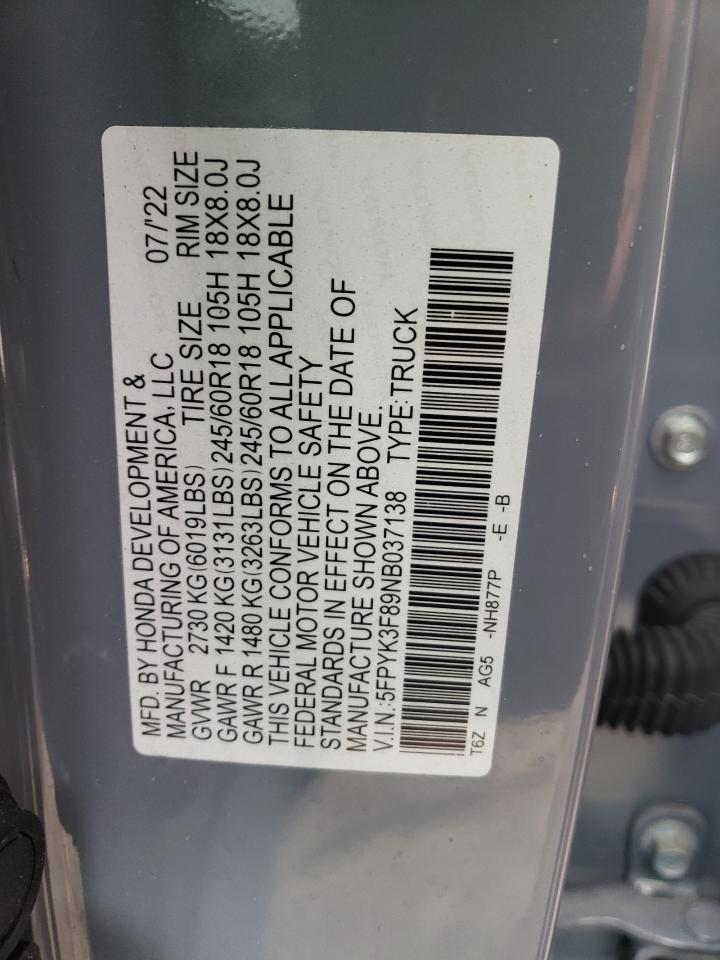 MFD. BY HONDA DEVELOPMENT &
MANUFACTURING OF AMERICA, LLC 07/'22
GVWR 2730 KG(6019LBS) TIRE SIZE RIM SIZE
GAWR F 1420 KG(3131LBS) 245/60R18 105H 18X8.0J
GAWR R 1480 KG(3263LBS) 245/60R18 105H 18X8.0J
THIS VEHICLE CONFORMS TO ALL APPLICABLE
FEDERAL MOTOR VEHICLE SAFETY
STANDARDS IN EFFECT ON THE DATE OF
MANUFACTURE SHOWN ABOVE.
V.I.N.:5FPYK3F89NB037138 TYPE: TRUCK
T6Z N AG5 -NH877P -E -B